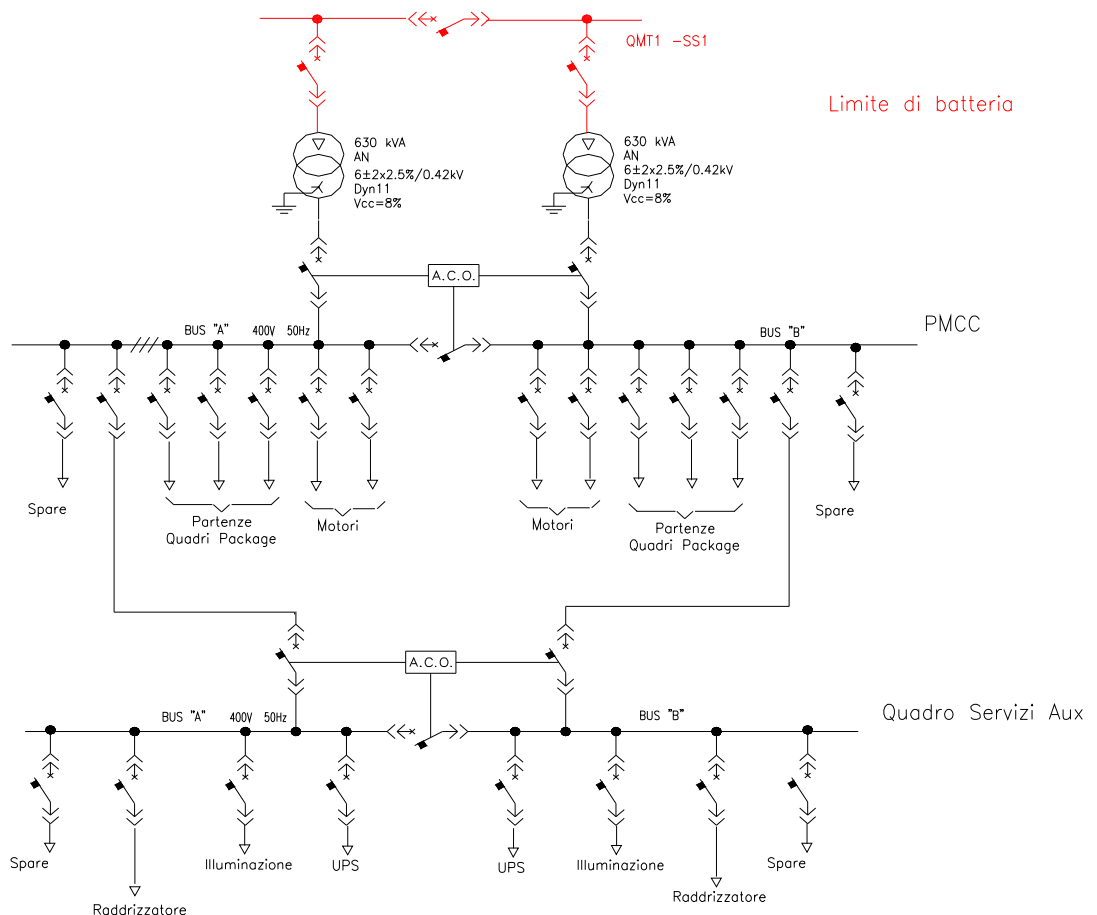 QMT1 -SS1
Limite di batteria
630 kVA
AN
6±2x2.5%/0.42kV
Dyn11
Vcc=8%
630 kVA
AN
6±2x2.5%/0.42kV
Dyn11
Vcc=8%
A.C.O.
PMCC
BUS "A" 400V 50Hz
BUS "B"
Spare
Partenze
Quadri Package
Motori
Motori
Partenze
Quadri Package
Spare
A.C.O.
Quadro Servizi Aux
BUS "A" 400V 50Hz
BUS "B"
Spare
Illuminazione
UPS
UPS
Illuminazione
Spare
Raddrizzatore
Raddrizzatore